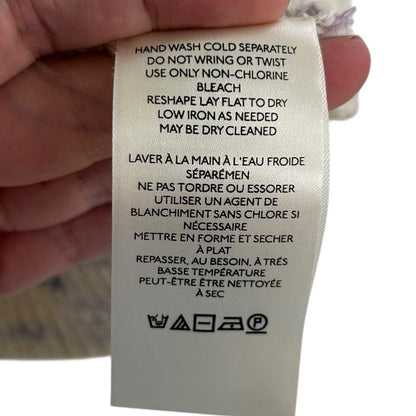 HAND WASH COLD SEPARATELY
DO NOT WRING OR TWIST
USE ONLY NON-CHLORINE
BLEACH
RESHAPE LAY FLAT TO DRY
LOW IRON AS NEEDED
MAY BE DRY CLEANED
LAVER À LA MAIN À L'EAU FROIDE
SÉPARÉMEN
NE PAS TORDRE OU ESSORER
UTILISER UN AGENT DE
BLANCHIMENT SANS CHLORE SI
NÉCESSAIRE
METTRE EN FORME ET SECHER
À PLAT
REPASSER, AU BESOIN, À TRÉS
BASSE TEMPÉRATURE
PEUT-ÊTRE ÊTRE NETTOYÉE
À SEC
P